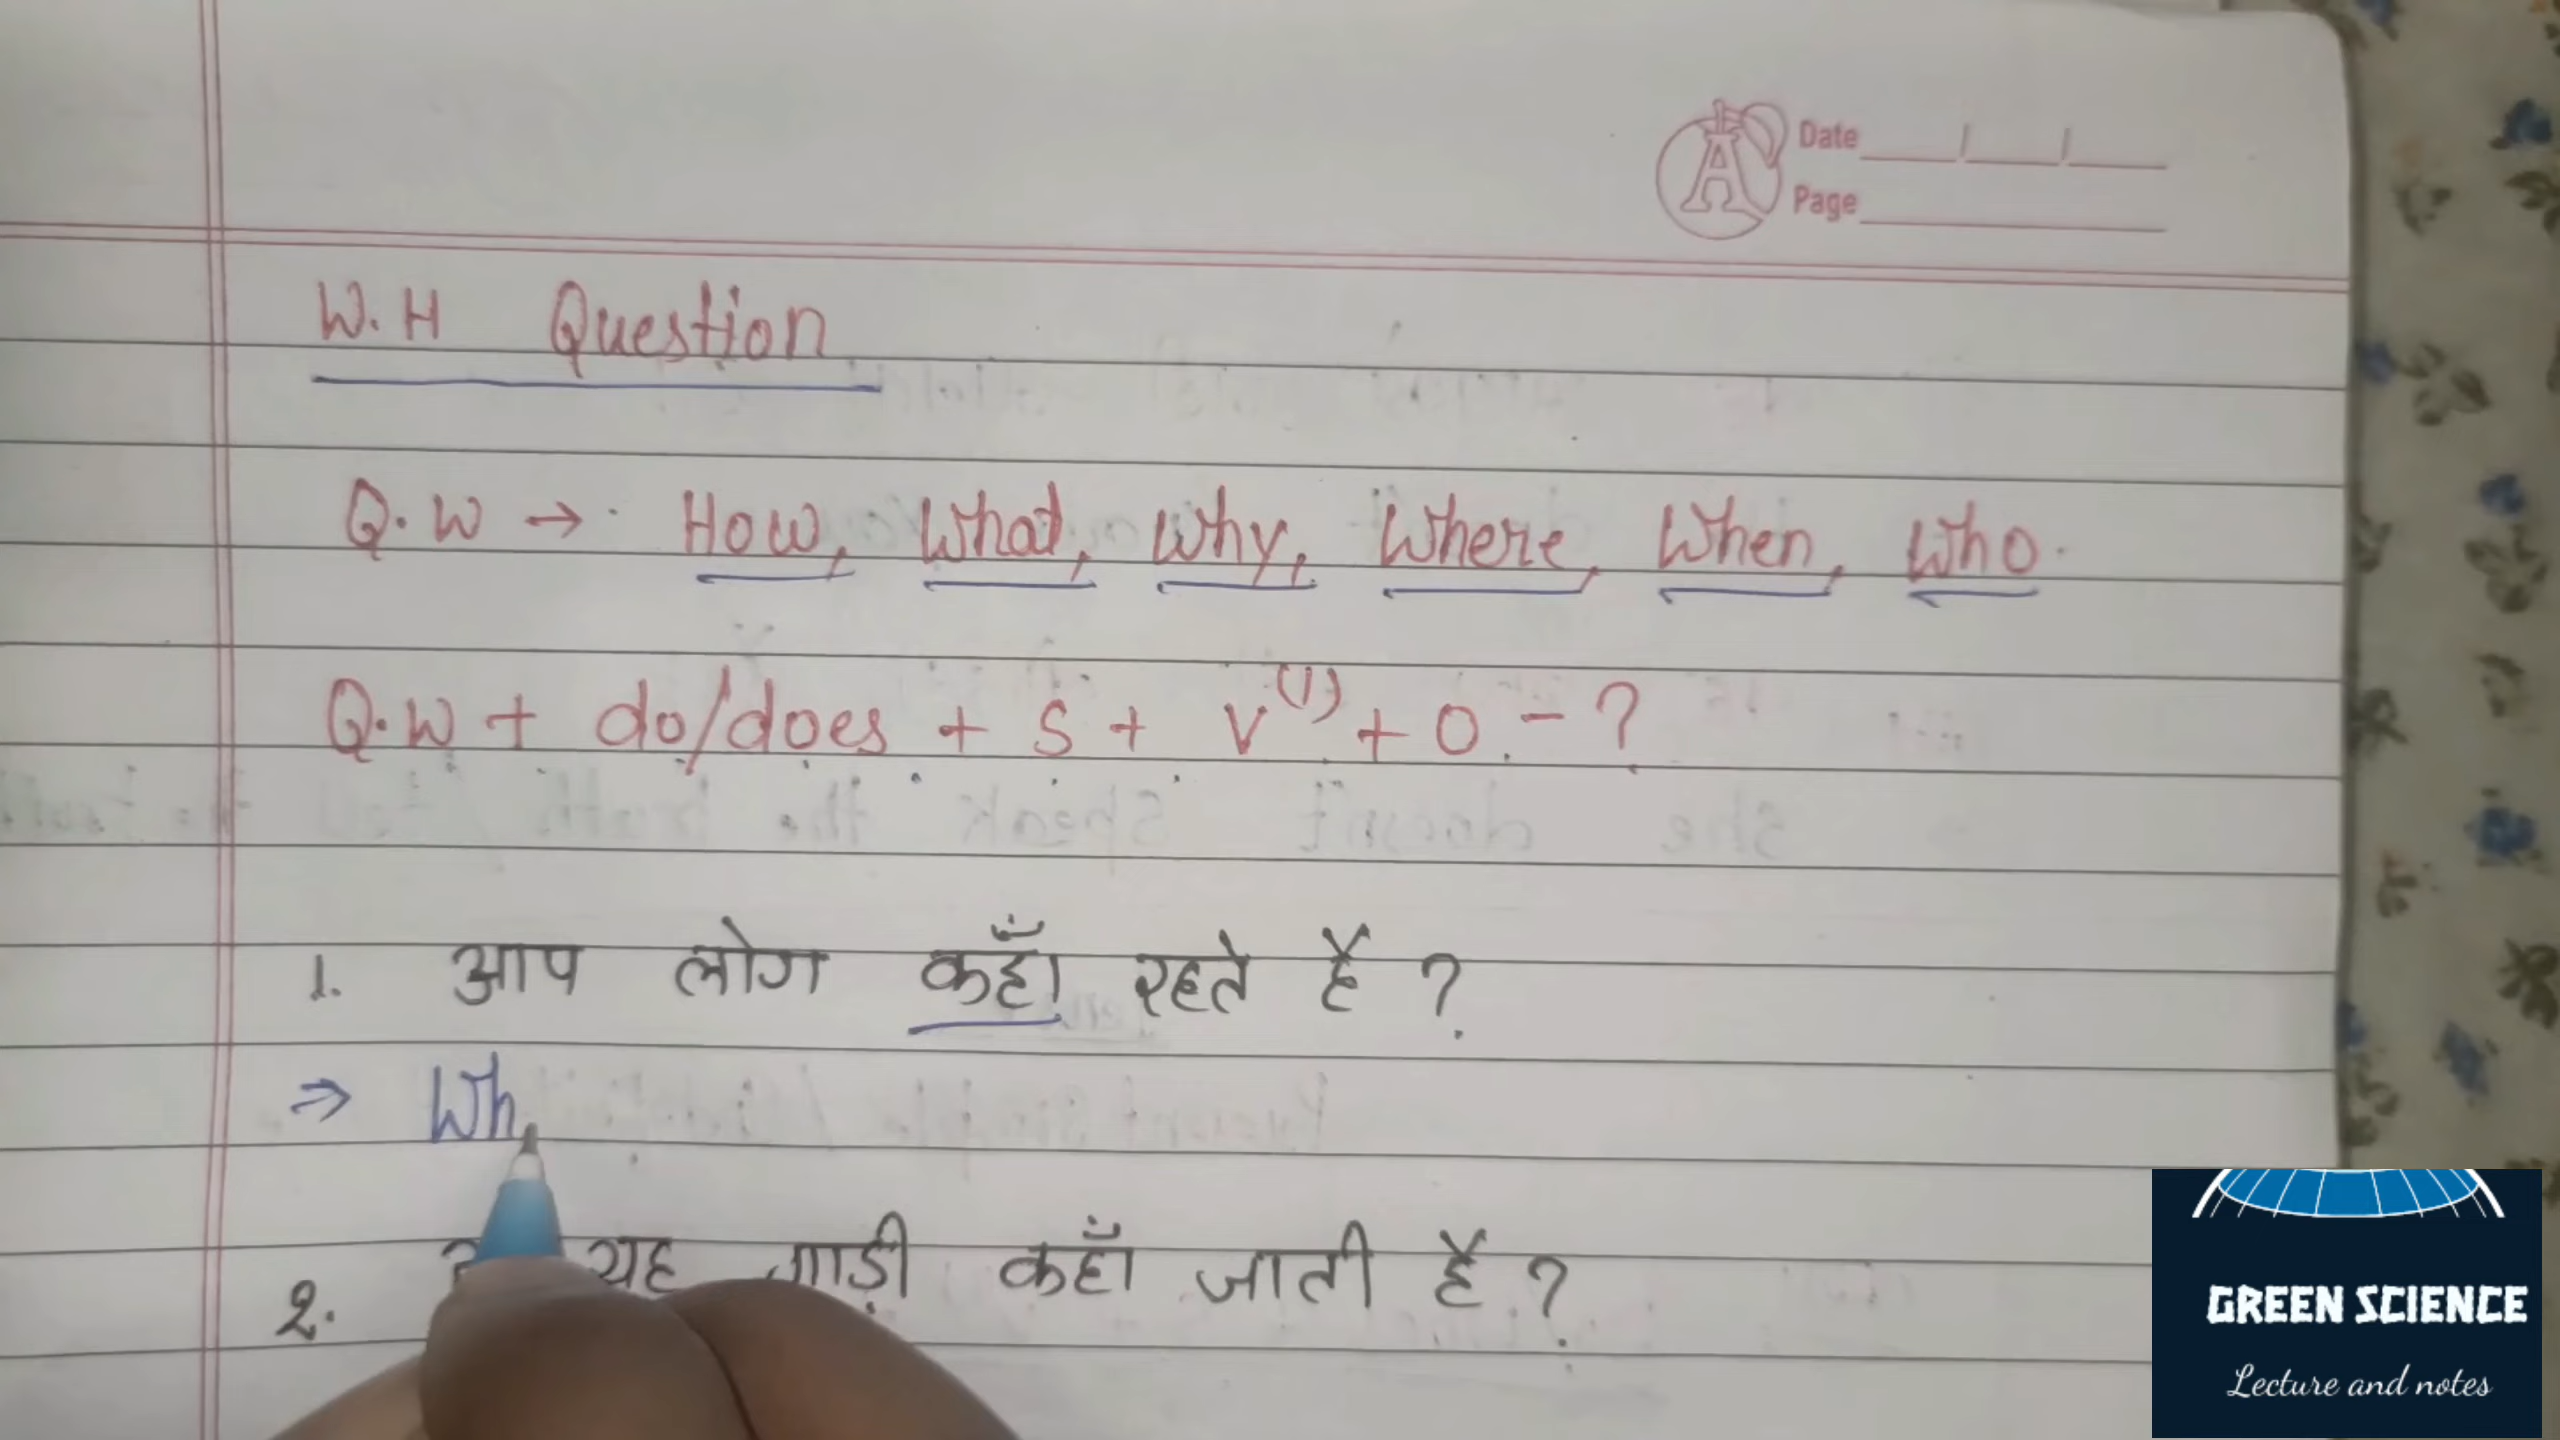 Date
Page
W.H Question
Q.W → How, What, Why, Where, When, Who.
Q.W + do/does + S + V(1) + O - ?
1. आप लोग कहाँ रहते है ?
⇒ Wh
2. यह गाड़ी कहाँ जाती है ?
GREEN SCIENCE
Lecture and notes